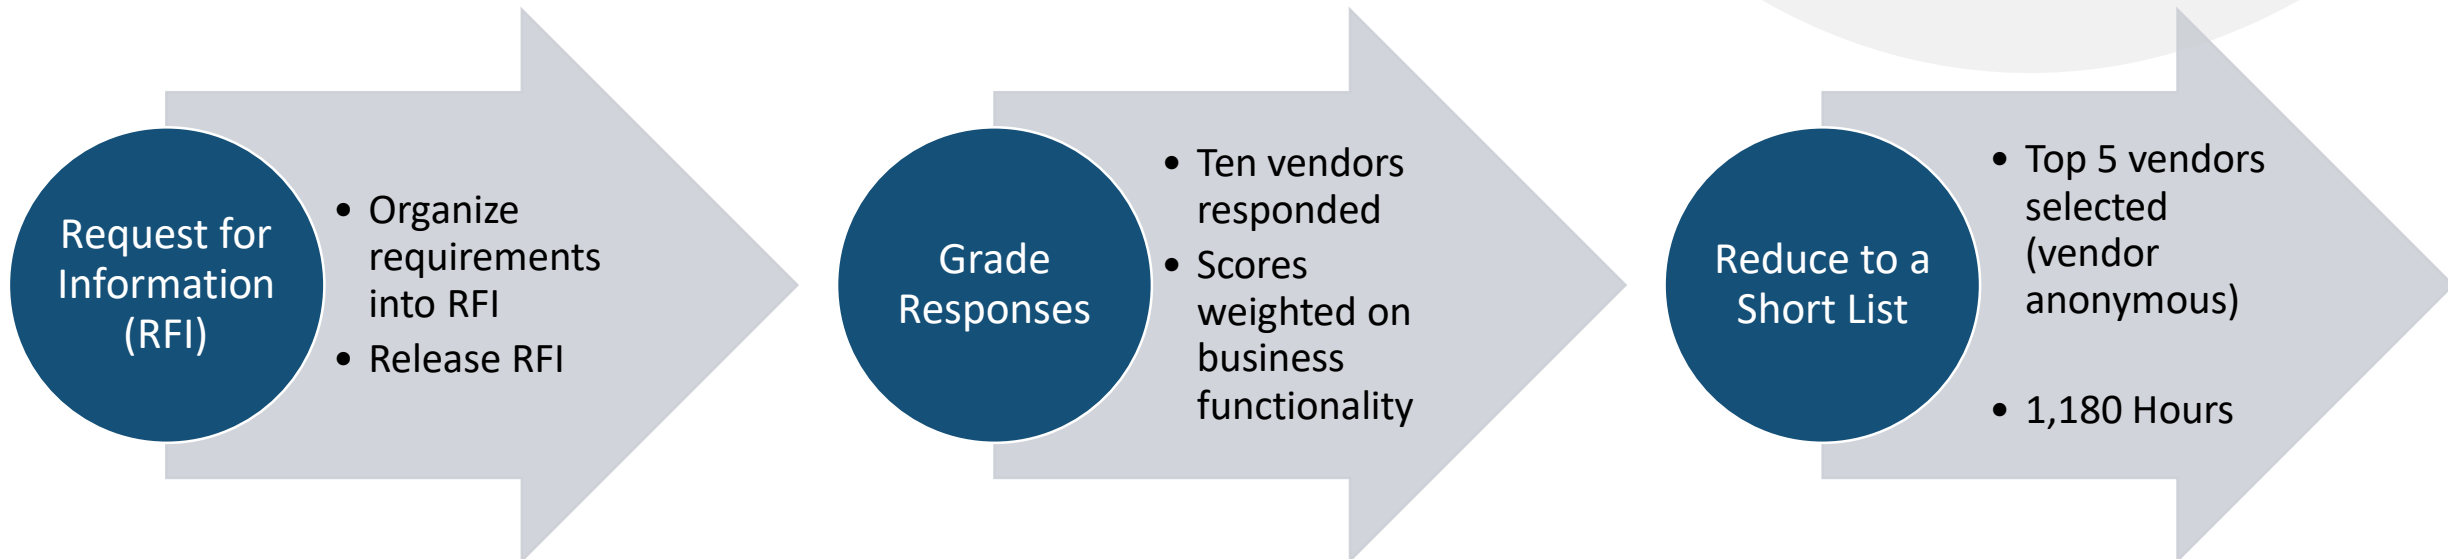 Request for
Information
(RFI)
• Organize
requirements
into RFI
• Release RFI
Grade
Responses
• Ten vendors
responded
• Scores
weighted on
business
functionality
Reduce to a
Short List
• Top 5 vendors
selected
(vendor
anonymous)
• 1,180 Hours